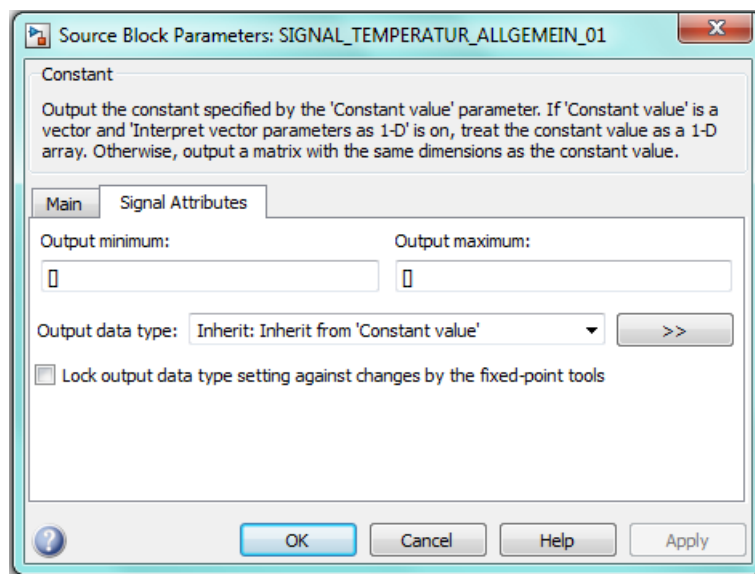 Source Block Parameters: SIGNAL_TEMPERATUR_ALLGEMEIN_01
Constant
Output the constant specified by the 'Constant value' parameter. If 'Constant value' is a
vector and 'Interpret vector parameters as 1-D' is on, treat the constant value as a 1-D
array. Otherwise, output a matrix with the same dimensions as the constant value.
Main Signal Attributes
Output minimum: Output maximum:
[] []
Output data type: Inherit: Inherit from 'Constant value' >>
Lock output data type setting against changes by the fixed-point tools
? OK Cancel Help Apply